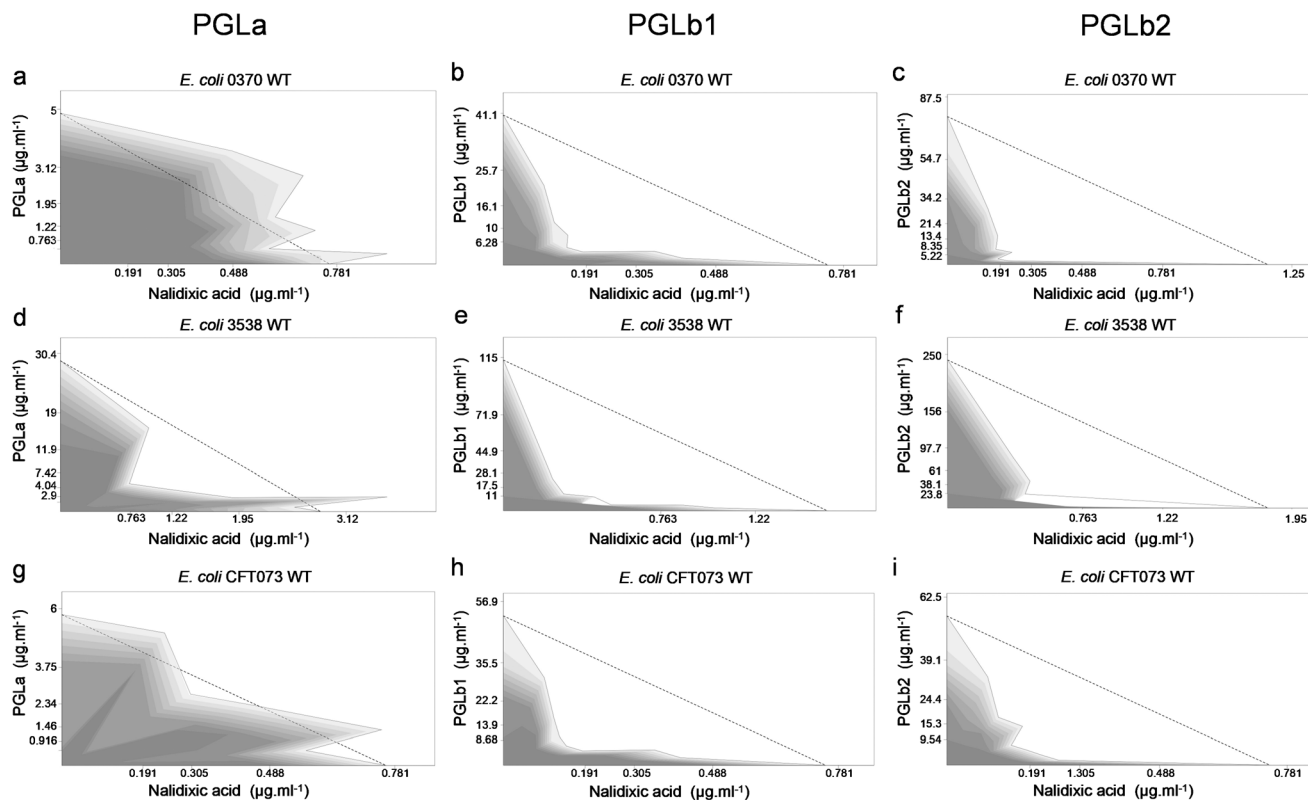 PGLa PGLb1 PGLb2
a E. coli 0370 WT
5
3.12
1.95
1.22
0.763
PGLa (µg.ml-1)
0.191 0.305 0.488 0.781
Nalidixic acid (µg.ml-1)
b E. coli 0370 WT
41.1
25.7
16.1
10
6.28
PGLb1 (µg.ml-1)
0.191 0.305 0.488 0.781
Nalidixic acid (µg.ml-1)
c E. coli 0370 WT
87.5
54.7
34.2
21.4
13.4
8.35
5.22
PGLb2 (µg.ml-1)
0.191 0.305 0.488 0.781 1.25
Nalidixic acid (µg.ml-1)
d E. coli 3538 WT
30.4
19
11.9
7.42
4.04
2.9
PGLa (µg.ml-1)
0.763 1.22 1.95 3.12
Nalidixic acid (µg.ml-1)
e E. coli 3538 WT
115
71.9
44.9
28.1
17.5
11
PGLb1 (µg.ml-1)
0.763 1.22
Nalidixic acid (µg.ml-1)
f E. coli 3538 WT
250
156
97.7
61
38.1
23.8
PGLb2 (µg.ml-1)
0.763 1.22 1.95
Nalidixic acid (µg.ml-1)
g E. coli CFT073 WT
6
3.75
2.34
1.46
0.916
PGLa (µg.ml-1)
0.191 0.305 0.488 0.781
Nalidixic acid (µg.ml-1)
h E. coli CFT073 WT
56.9
35.5
22.2
13.9
8.68
PGLb1 (µg.ml-1)
0.191 0.305 0.488 0.781
Nalidixic acid (µg.ml-1)
i E. coli CFT073 WT
62.5
39.1
24.4
15.3
9.54
PGLb2 (µg.ml-1)
0.191 1.305 0.488 0.781
Nalidixic acid (µg.ml-1)